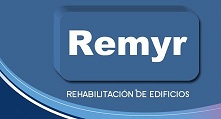 Remyr
REHABILITACIÓN DE EDIFICIOS